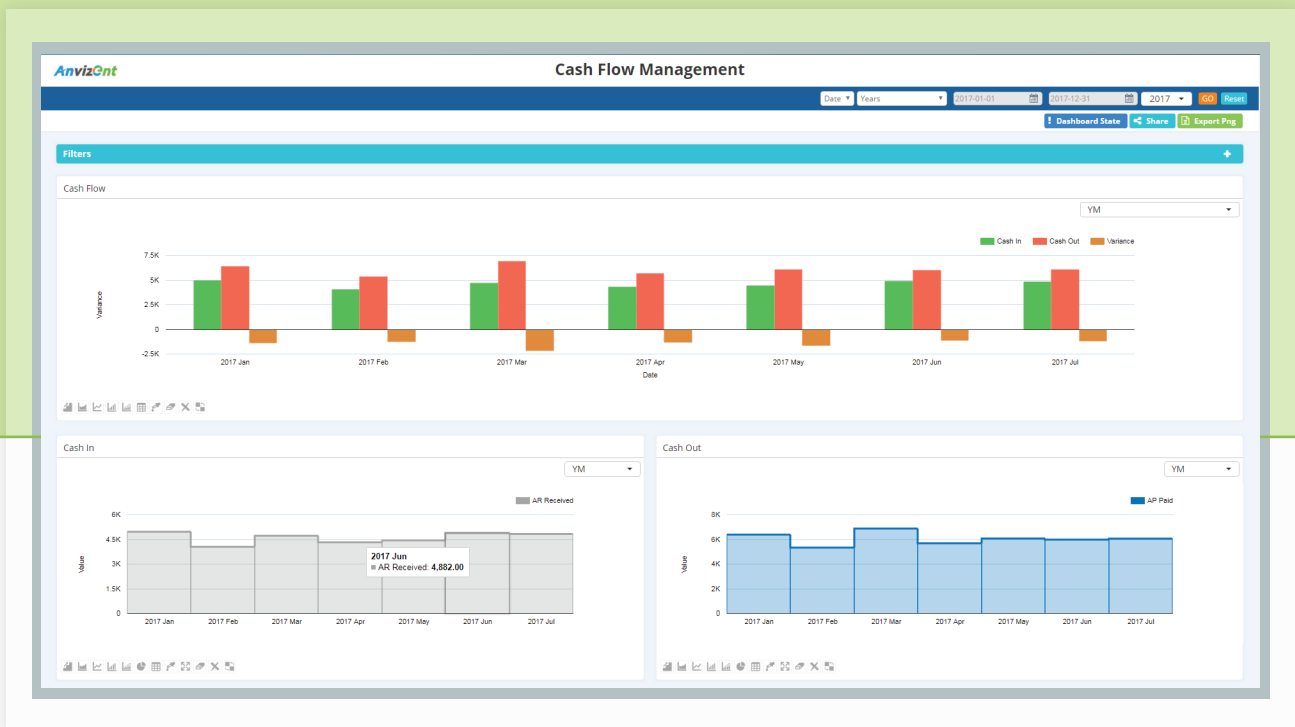 AnvizEnt
Cash Flow Management
Date Years 2017-01-01 2017-12-31 2017 GO Reset
Dashboard State Share Export Png
Filters
Cash Flow
YM
Cash In Cash Out Variance
7.5K
5K
2.5K
0
-2.5K
Variance
2017 Jan 2017 Feb 2017 Mar 2017 Apr 2017 May 2017 Jun 2017 Jul
Date
Cash In
YM
AR Received
6K
4.5K
3K
1.5K
0
Value
2017 Jun
AR Received: 4,882.00
2017 Jan 2017 Feb 2017 Mar 2017 Apr 2017 May 2017 Jun 2017 Jul
Cash Out
YM
AP Paid
8K
6K
4K
2K
0
Value
2017 Jan 2017 Feb 2017 Mar 2017 Apr 2017 May 2017 Jun 2017 Jul